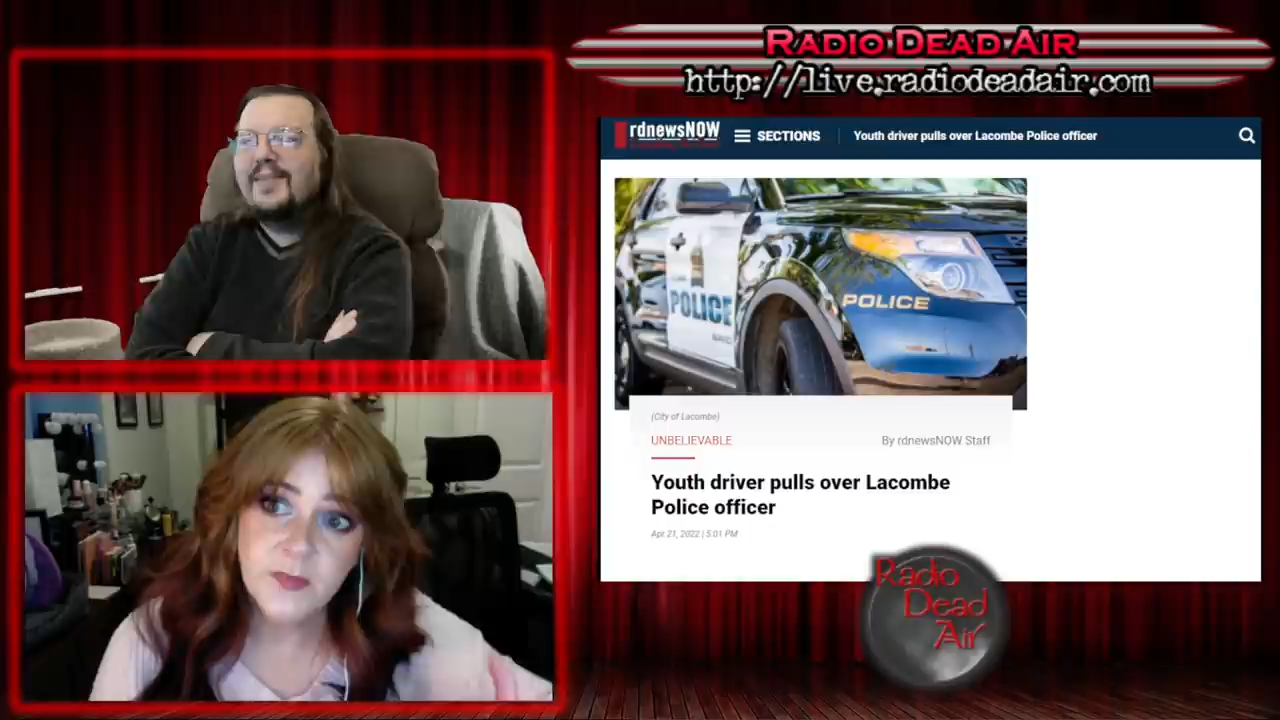 RADIO DEAD AIR
http://live.radiodeadair.com
rdnewsNOW
SECTIONS
Youth driver pulls over Lacombe Police officer
POLICE
POLICE
(City of Lacombe)
UNBELIEVABLE
By rdnewsNOW Staff
Youth driver pulls over Lacombe
Police officer
Apr 21, 2022 | 5:01 PM
Radio
Dead
Air